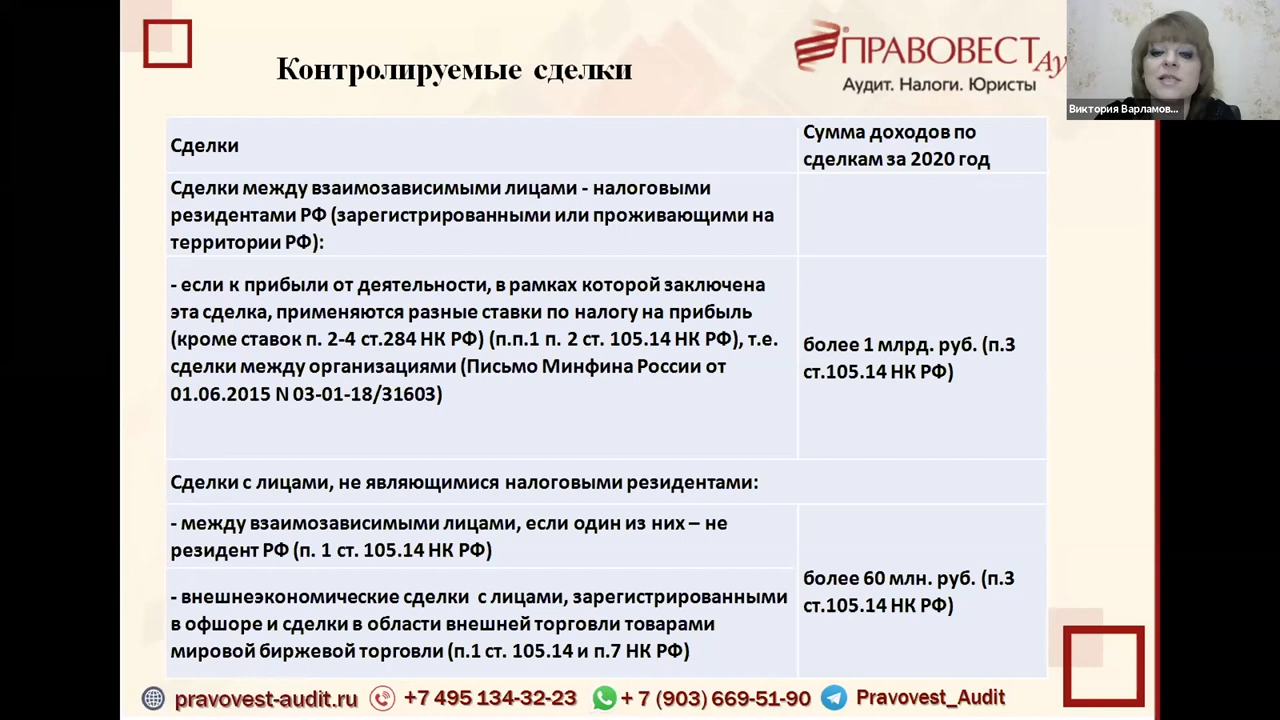 Контролируемые сделки
ПРАВОВЕСТ
Ау
Аудит. Налоги. Юристы
Виктория Варламов...
Сделки
Сумма доходов по
сделкам за 2020 год
Сделки между взаимозависимыми лицами - налоговыми
резидентами РФ (зарегистрированными или проживающими на
территории РФ):
- если к прибыли от деятельности, в рамках которой заключена
эта сделка, применяются разные ставки по налогу на прибыль
(кроме ставок п. 2-4 ст.284 НК РФ) (п.п.1 п. 2 ст. 105.14 НК РФ), т.е.
сделки между организациями (Письмо Минфина России от
01.06.2015 N 03-01-18/31603)
более 1 млрд. руб. (п.3
ст.105.14 НК РФ)
Сделки с лицами, не являющимися налоговыми резидентами:
- между взаимозависимыми лицами, если один из них – не
резидент РФ (п. 1 ст. 105.14 НК РФ)
- внешнеэкономические сделки с лицами, зарегистрированными
в офшоре и сделки в области внешней торговли товарами
мировой биржевой торговли (п.1 ст. 105.14 и п.7 НК РФ)
более 60 млн. руб. (п.3
ст.105.14 НК РФ)
pravovest-audit.ru +7 495 134-32-23 + 7 (903) 669-51-90 Pravovest_Audit